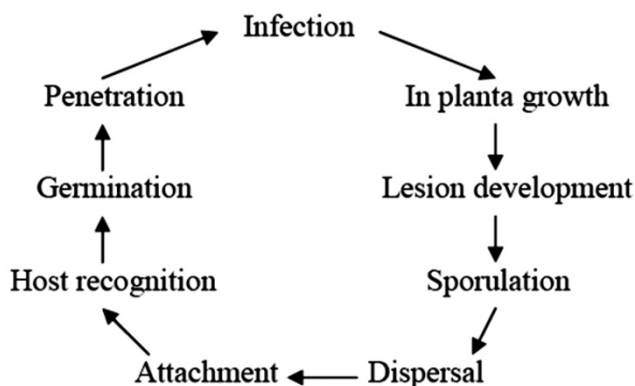 Infection
Penetration
In planta growth
Germination
Lesion development
Host recognition
Sporulation
Attachment
Dispersal